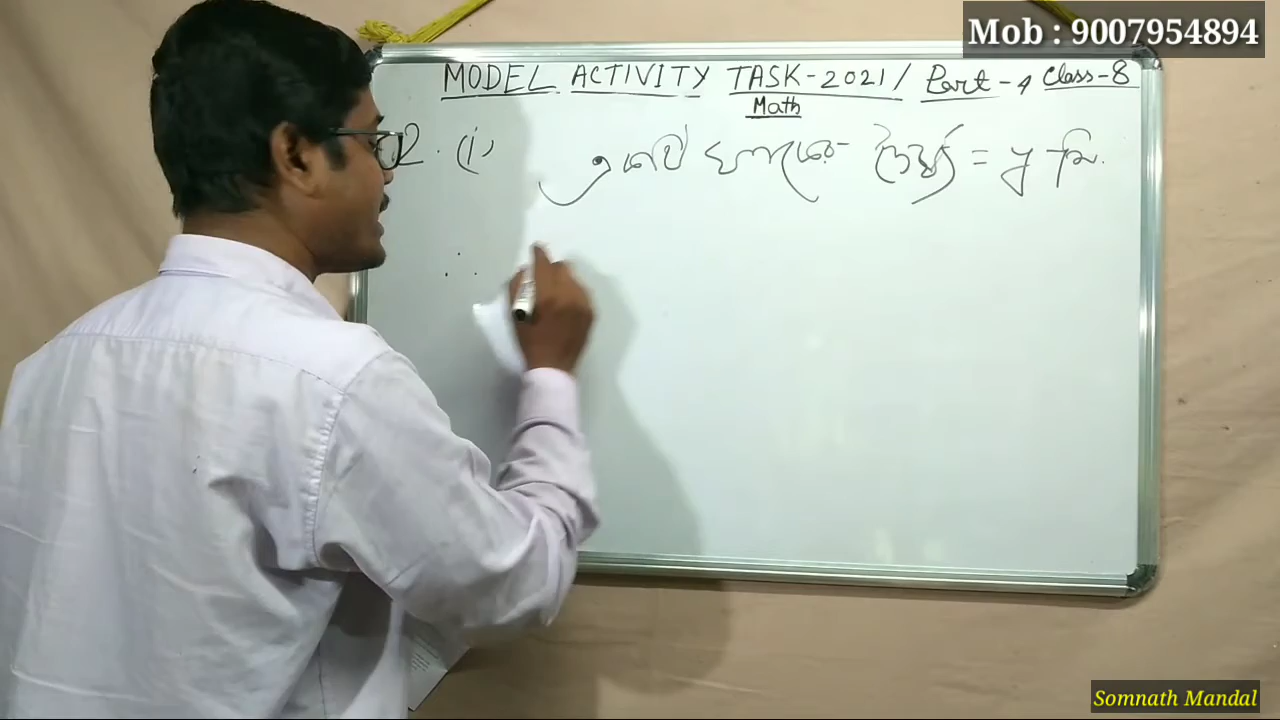 Mob : 9007954894
MODEL ACTIVITY TASK-2021/ Part-4 Class-8
Math
2. (i) = y মি.
∴
Somnath Mandal